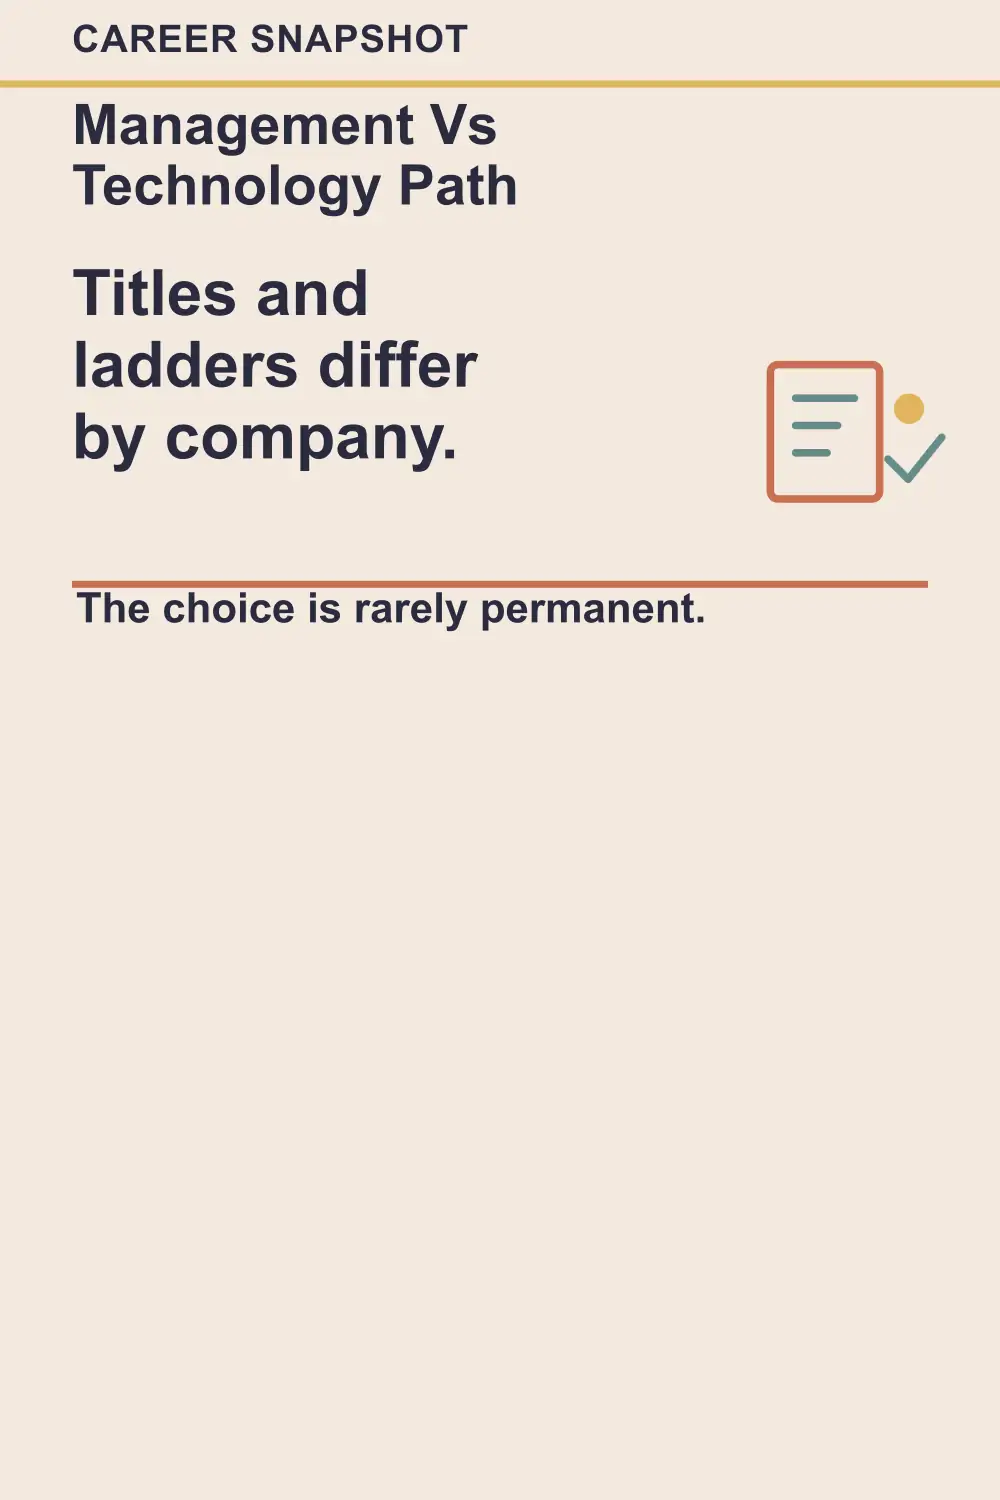 CAREER SNAPSHOT
Management Vs
Technology Path
Titles and
ladders differ
by company.
The choice is rarely permanent.